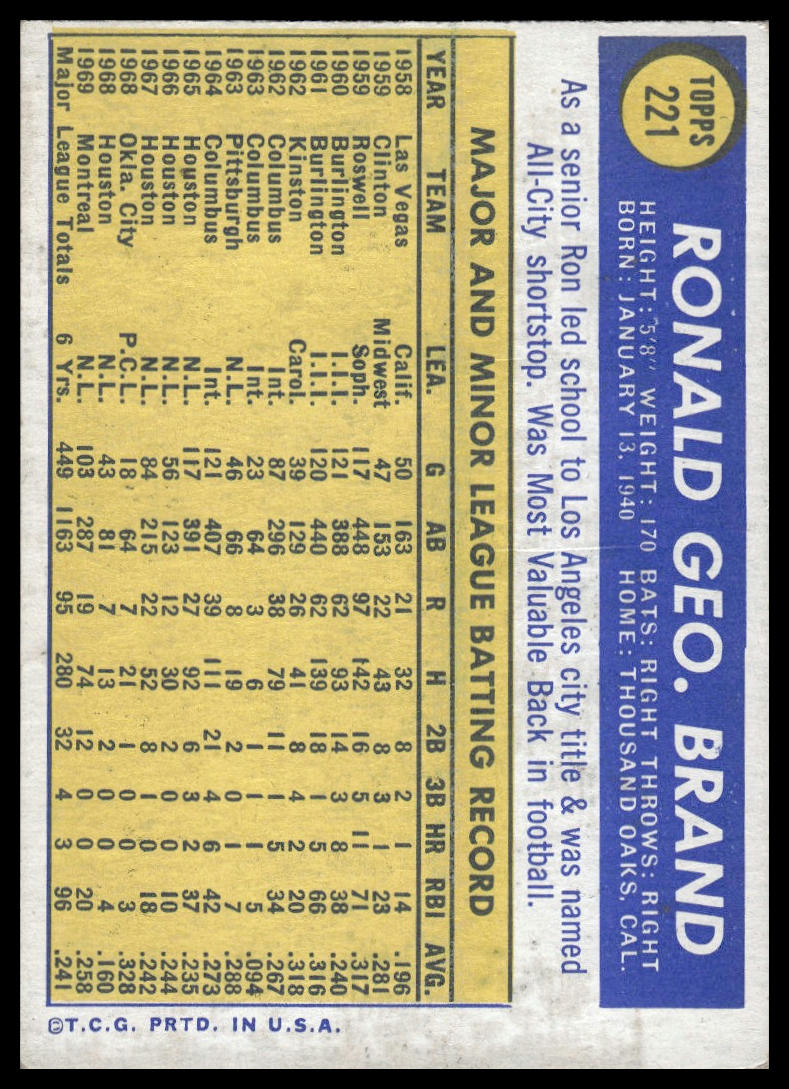 TOPPS
221
RONALD GEO. BRAND
HEIGHT: 5'8" WEIGHT: 170 BATS: RIGHT THROWS: RIGHT
BORN: JANUARY 13, 1940 HOME: THOUSAND OAKS, CAL.
As a senior Ron led school to Los Angeles city title & was named
All-City shortstop. Was Most Valuable Back in football.
MAJOR AND MINOR LEAGUE BATTING RECORD
YEAR TEAM LEA. G AB R H 2B 3B HR RBI AVG.
1958 Las Vegas Calif. 50 163 21 32 8 2 1 14 .196
1959 Clinton Midwest 47 153 22 43 8 3 1 23 .281
1959 Roswell Soph. 117 448 97 142 16 5 11 71 .317
1960 Burlington I.I.I. 121 388 62 93 14 3 8 38 .240
1961 Burlington I.I.I. 120 440 62 139 18 1 5 66 .316
1962 Kinston Carol. 39 129 26 41 8 4 2 20 .318
1962 Columbus Int. 87 296 38 79 11 1 5 34 .267
1963 Columbus Int. 23 64 3 6 1 1 1 5 .094
1963 Pittsburgh N.L. 46 66 8 19 2 0 1 7 .288
1964 Columbus Int. 121 407 39 111 21 4 6 42 .273
1965 Houston N.L. 117 391 27 92 6 3 2 37 .235
1966 Houston N.L. 56 123 12 30 2 0 0 10 .244
1967 Houston N.L. 84 215 22 52 8 1 0 18 .242
1968 Okla. City P.C.L. 18 64 7 21 1 0 0 3 .328
1968 Houston N.L. 43 81 7 13 2 0 0 4 .160
1969 Montreal N.L. 103 287 19 74 12 0 0 20 .258
Major League Totals 6 Yrs. 449 1163 95 280 32 4 3 96 .241
©T.C.G. PRTD. IN U.S.A.